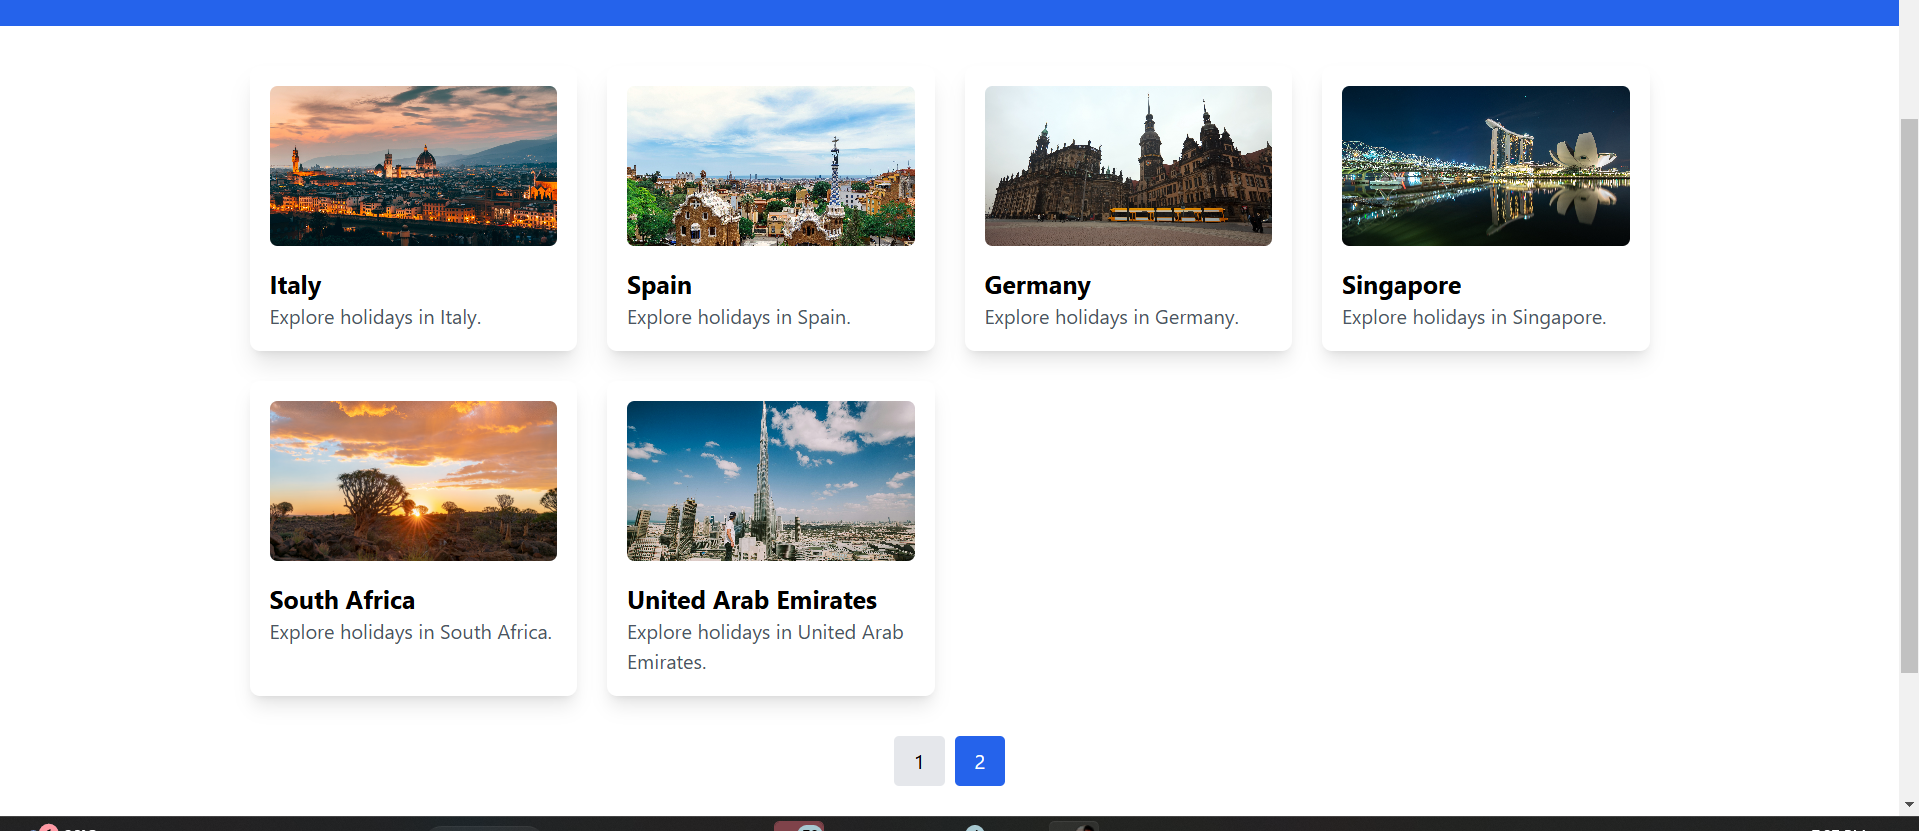 Italy
Explore holidays in Italy.
Spain
Explore holidays in Spain.
Germany
Explore holidays in Germany.
Singapore
Explore holidays in Singapore.
South Africa
Explore holidays in South Africa.
United Arab Emirates
Explore holidays in United Arab
Emirates.
1
2